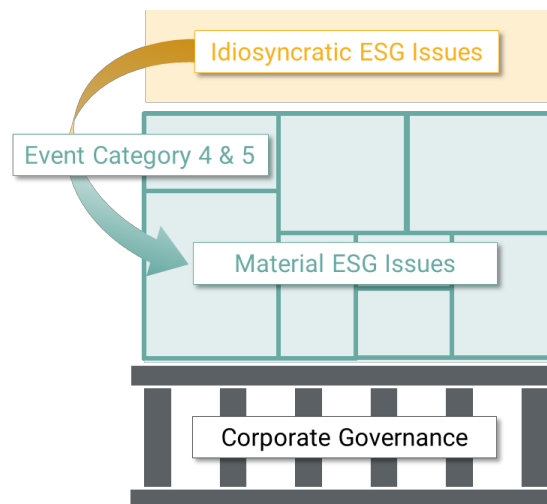 Idiosyncratic ESG Issues
Event Category 4 & 5
Material ESG Issues
Corporate Governance